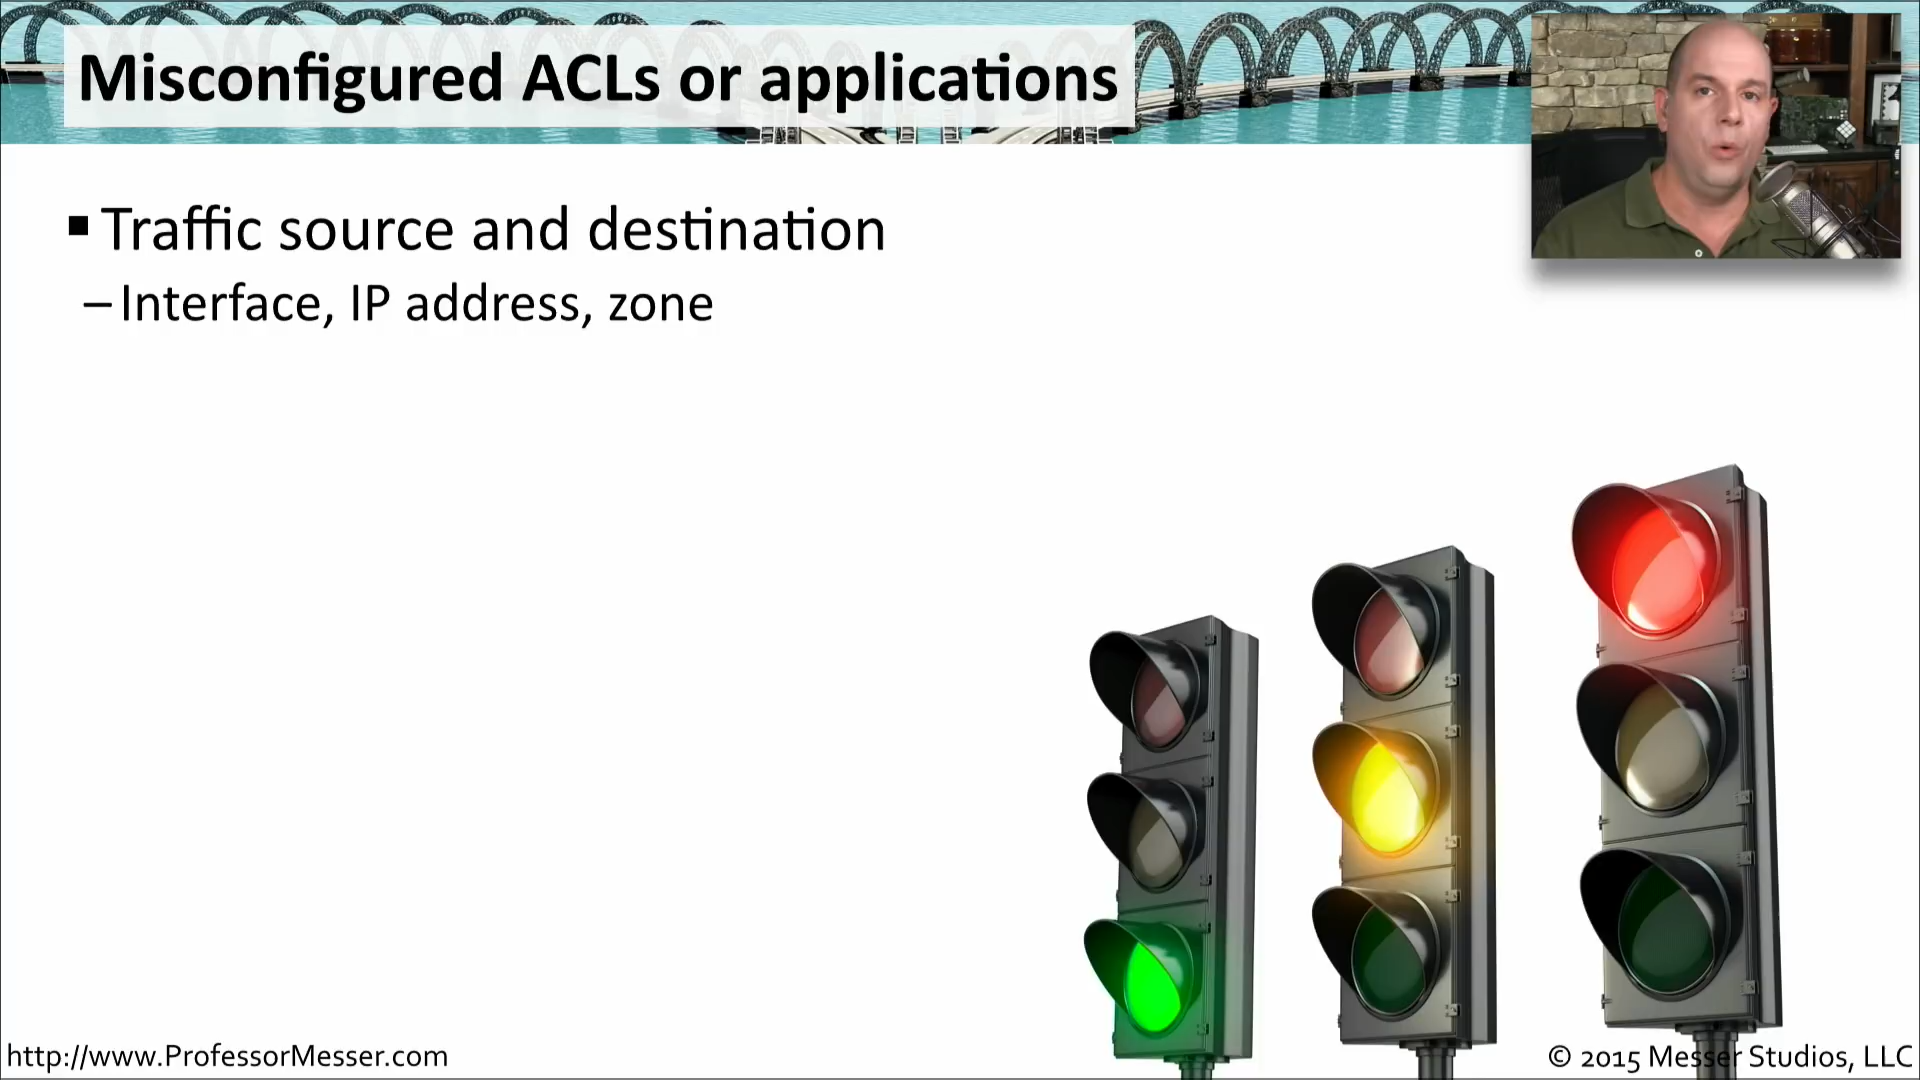 Misconfigured ACLs or applications
▪ Traffic source and destination
– Interface, IP address, zone
http://www.ProfessorMesser.com
© 2015 Messer Studios, LLC